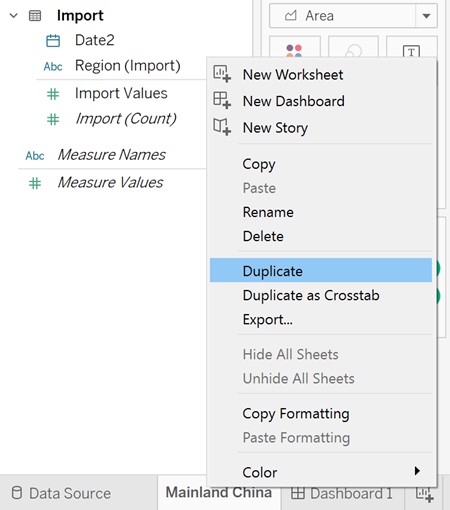 Import
Date2
Abc Region (Import)
# Import Values
# Import (Count)
Abc Measure Names
# Measure Values
Area
T
New Worksheet
New Dashboard
New Story
Copy
Paste
Rename
Delete
Duplicate
Duplicate as Crosstab
Export...
Hide All Sheets
Unhide All Sheets
Copy Formatting
Paste Formatting
Color
Data Source
Mainland China
Dashboard 1